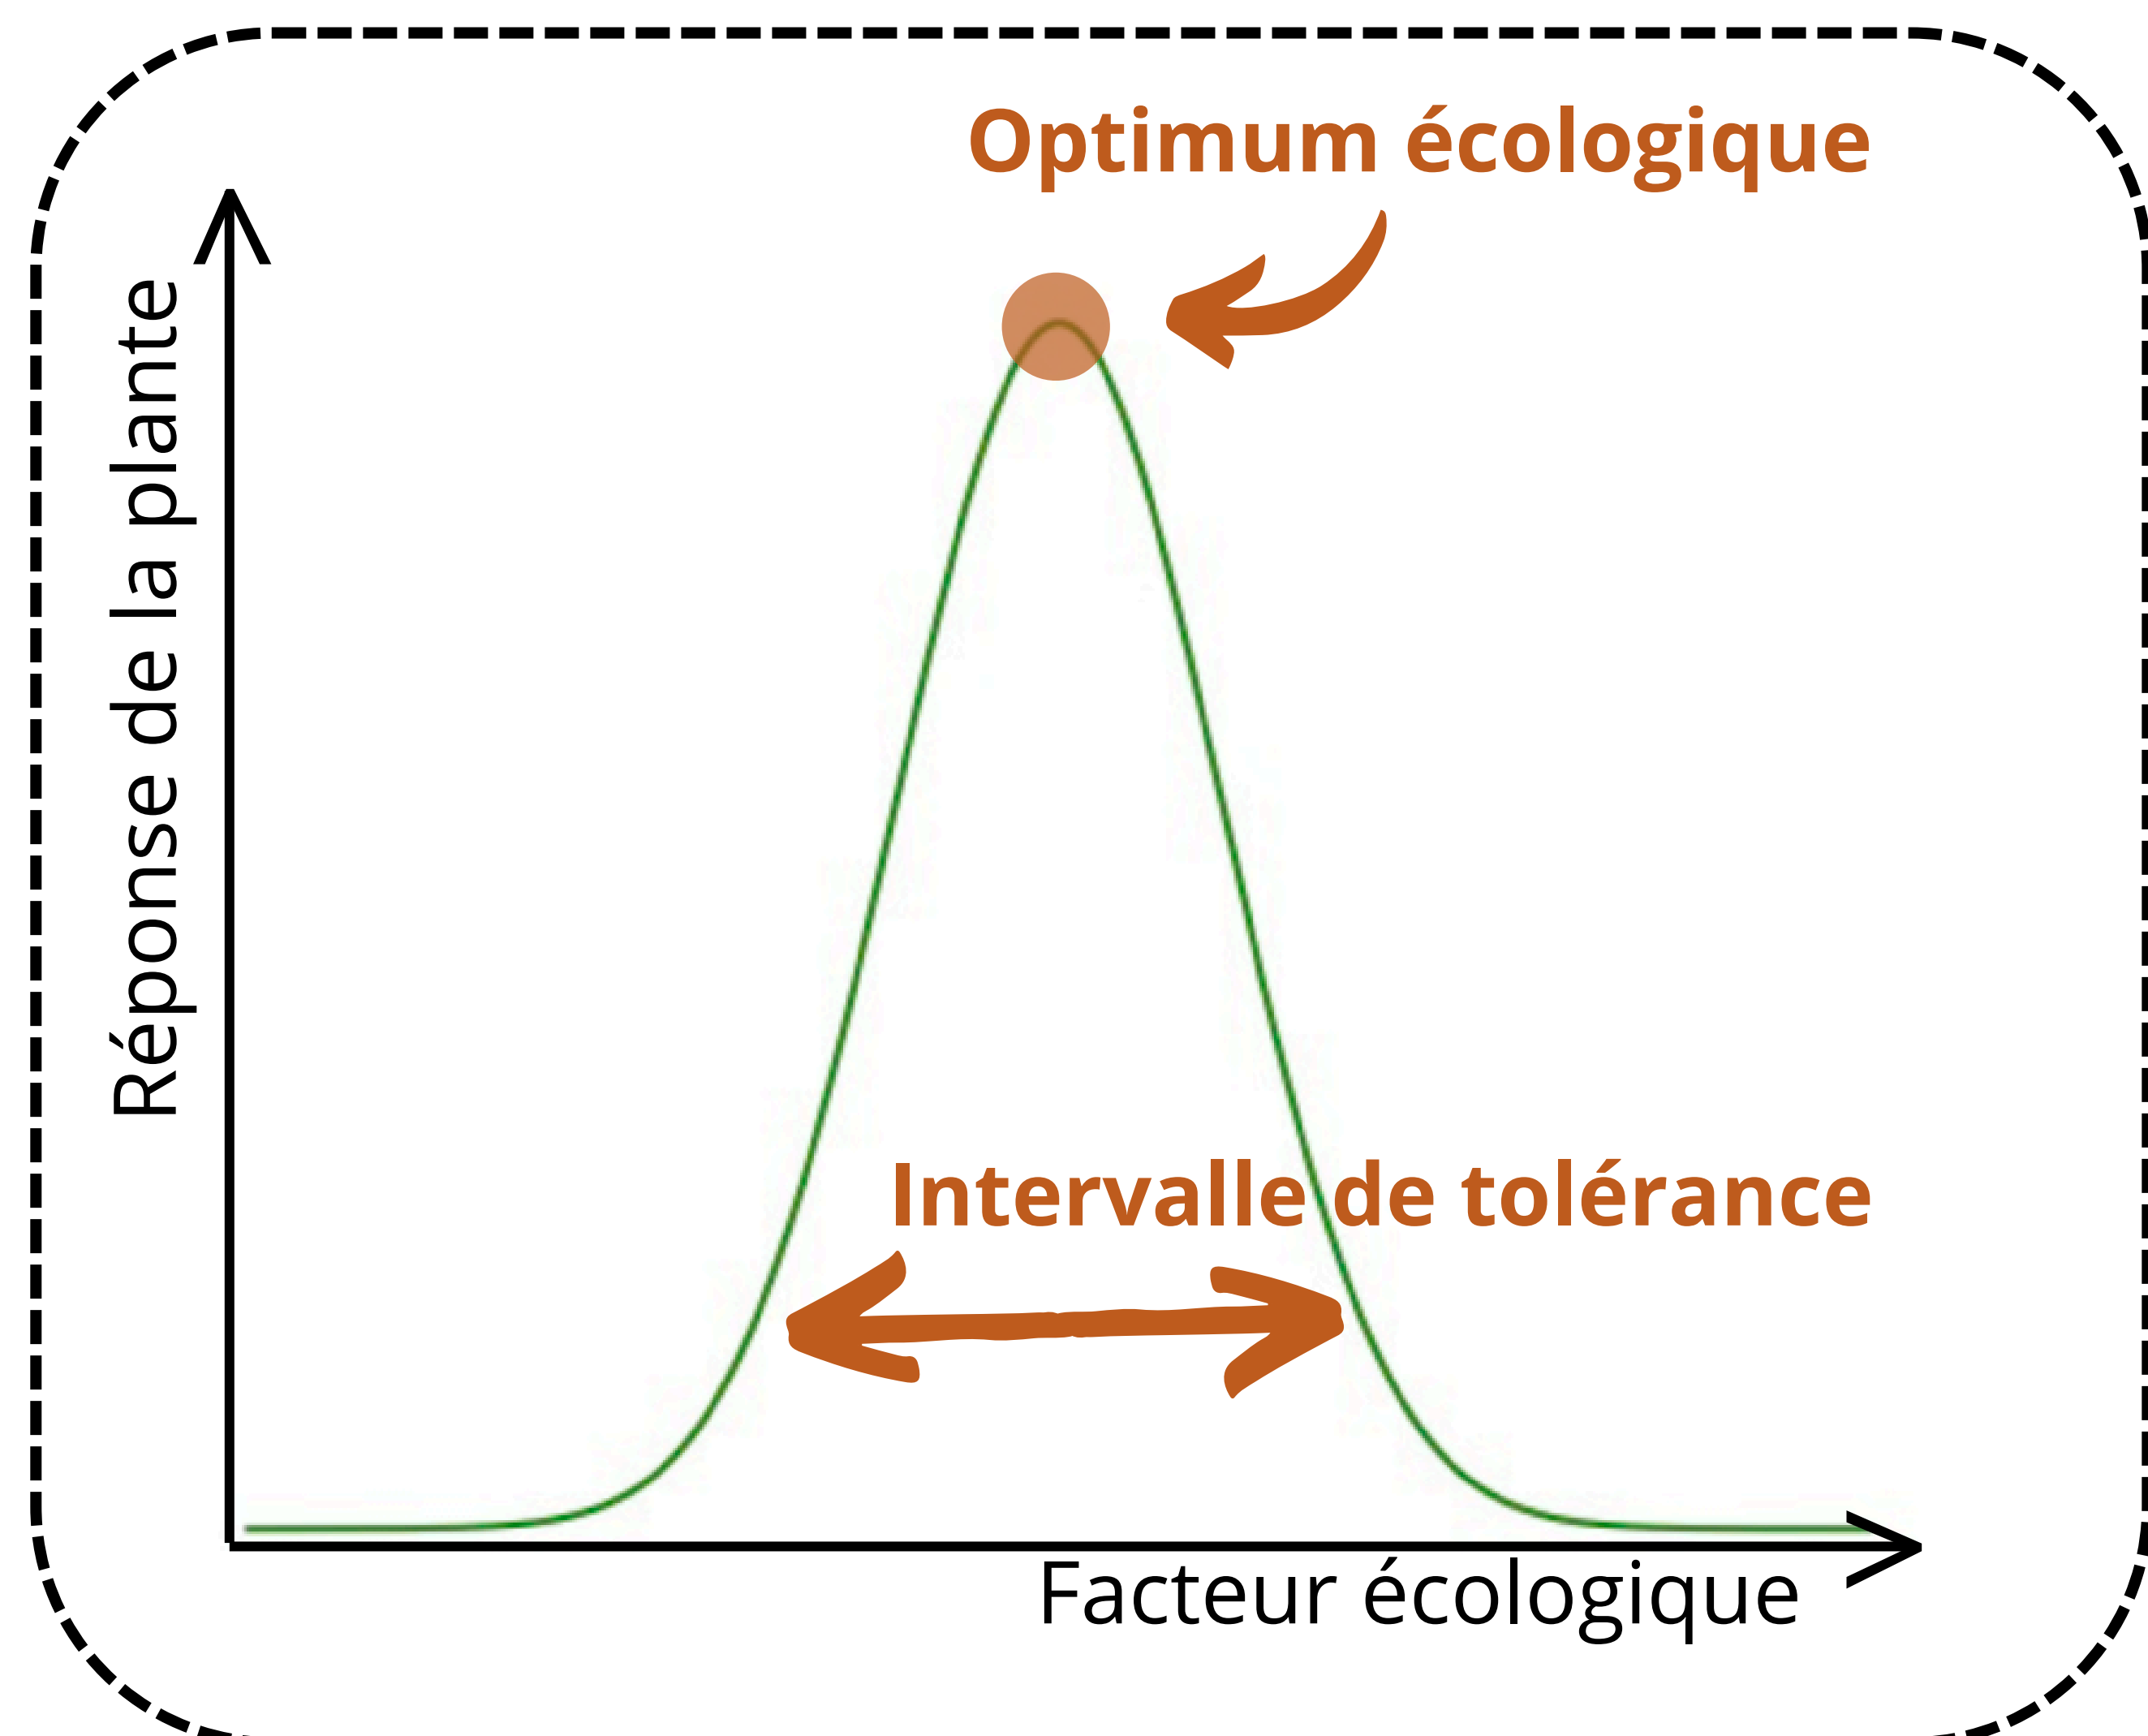 Optimum écologique
Réponse de la plante
Intervalle de tolérance
Facteur écologique